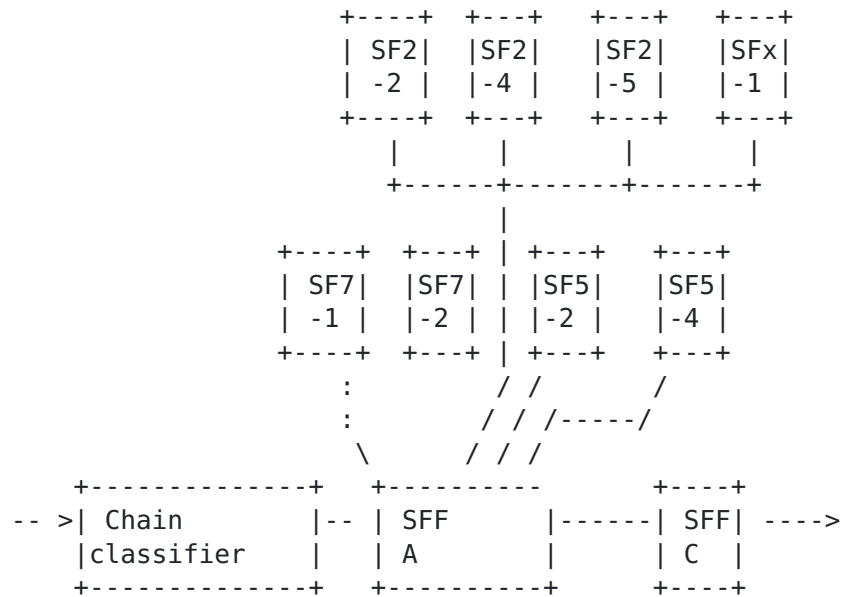 +----+  +---+   +---+   +---+
| SF2|  |SF2|   |SF2|   |SFx|
| -2 |  |-4 |   |-5 |   |-1 |
+----+  +---+   +---+   +---+
|      |       |       |
+------+-------+-------+
|
+----+  +---+ | +---+   +---+
| SF7|  |SF7| | |SF5|   |SF5|
| -1 |  |-2 | | |-2 |   |-4 |
+----+  +---+ | +---+   +---+
:         / /       /
:        / / /-----/
\      / / /
+--------------+   +----------       +----+
-- >| Chain        |-- | SFF      |------| SFF| ---->
|classifier    |   | A        |      | C  |
+--------------+   +----------+      +----+